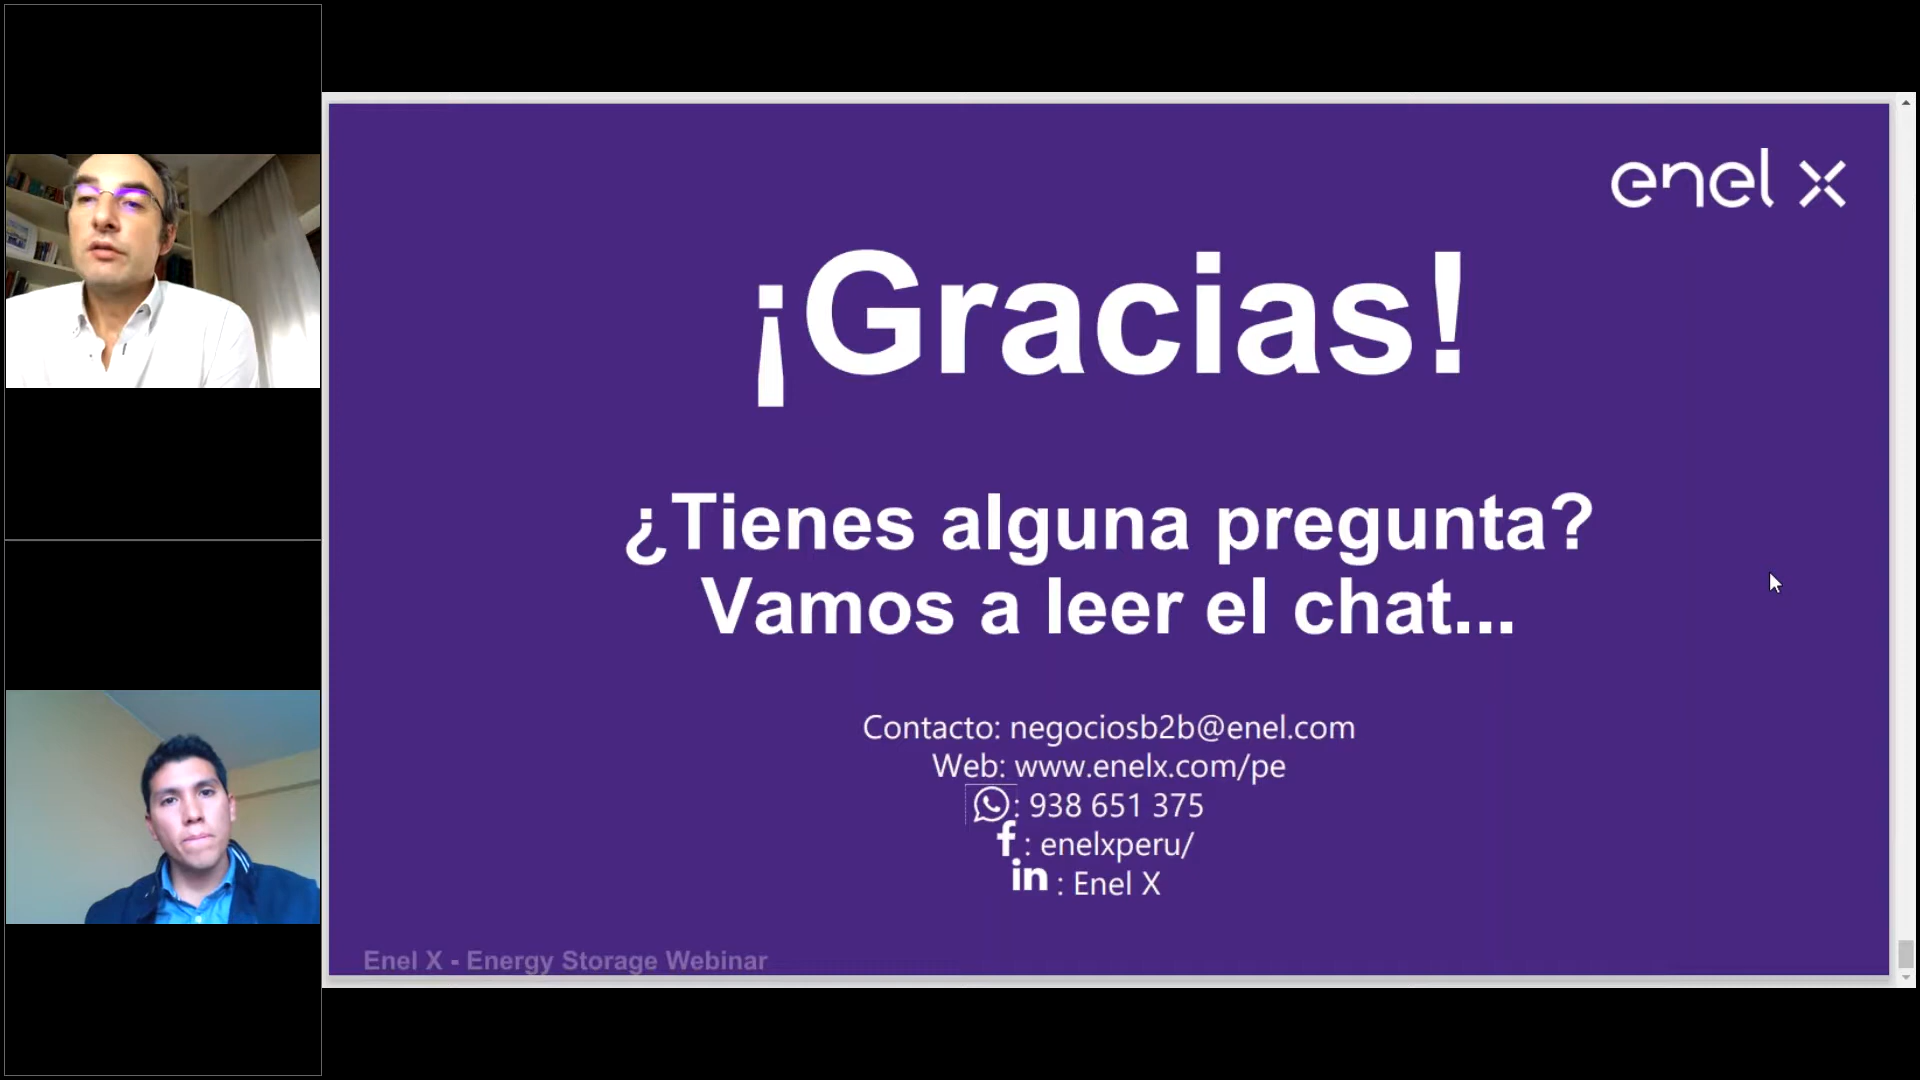 enel x
¡Gracias!
¿Tienes alguna pregunta?
Vamos a leer el chat...
Contacto: negociosb2b@enel.com
Web: www.enelx.com/pe
: 938 651 375
f : enelxperu/
in : Enel X
Enel X - Energy Storage Webinar